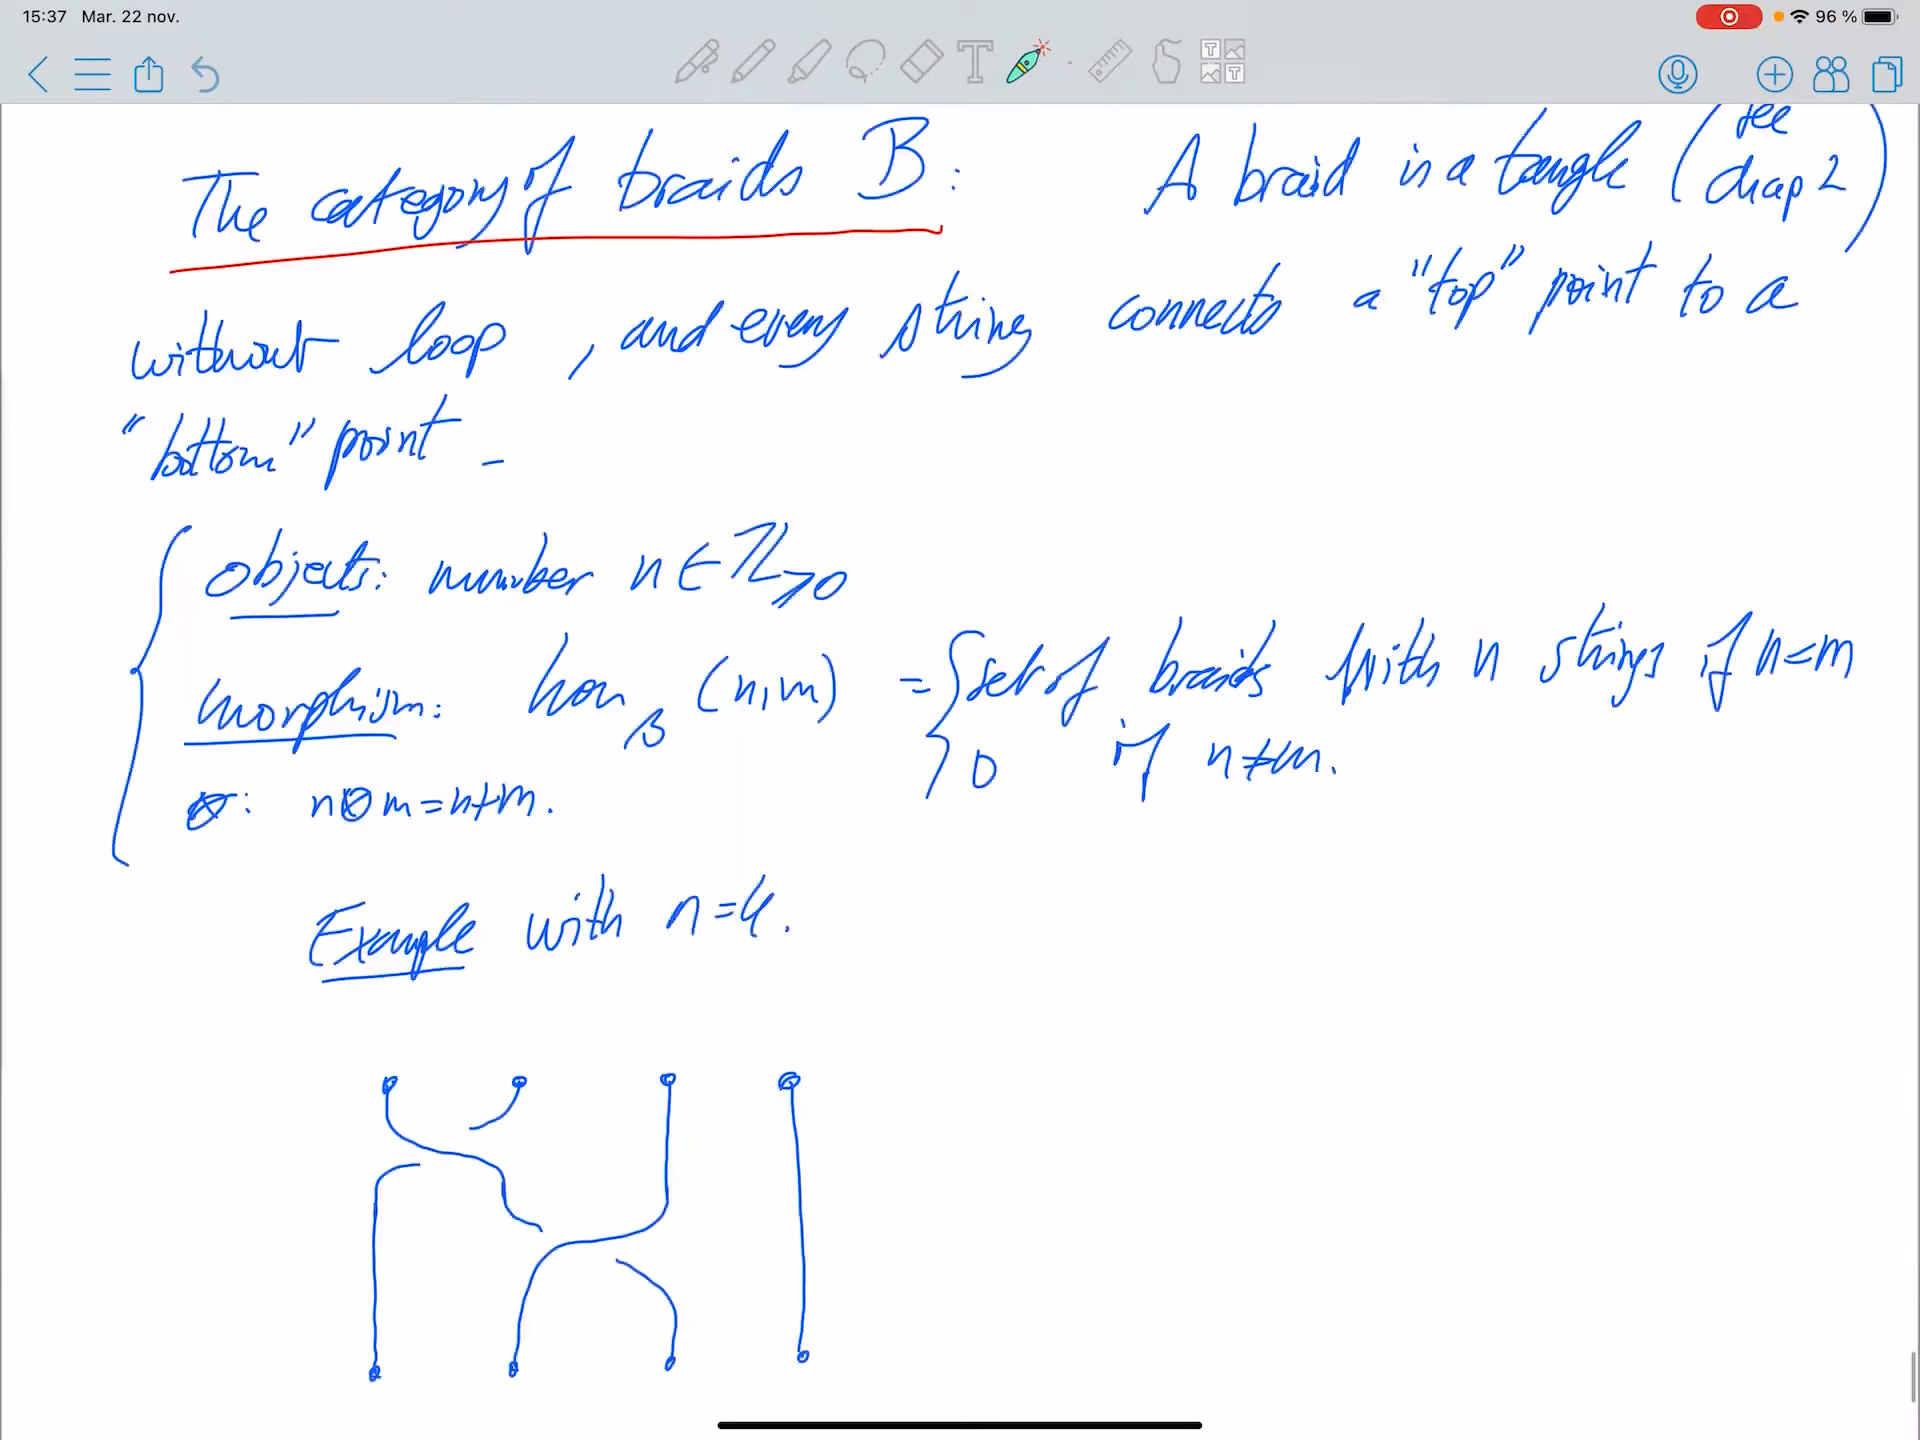 15:37 Mar. 22 nov.
96 %
The category of braids B: A braid is a tangle (see chap 2)
without loop, and every string connects a "top" point to a
"bottom" point -
objects: number n ∈ ℤ≥0
morphism: hom_B (n,m) = { set of braids with n strings if n=m
0 if n≠m.
⊗: n⊗m=n+m.
Example with n=4.